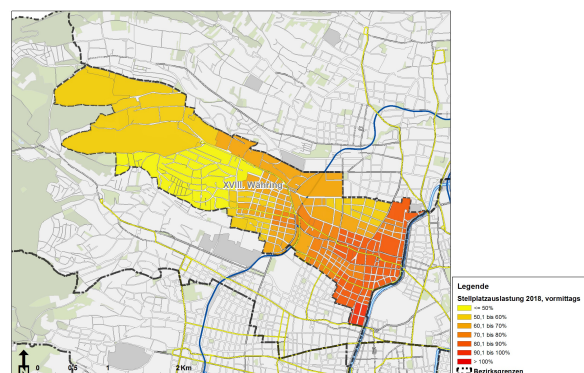 XVIII. Währing
Legende
Stellplatzauslastung 2018, vormittags
<= 50%
50,1 bis 60%
60,1 bis 70%
70,1 bis 80%
80,1 bis 90%
90,1 bis 100%
> 100%
Bezirksgrenzen
0 0,5 1 2 Km